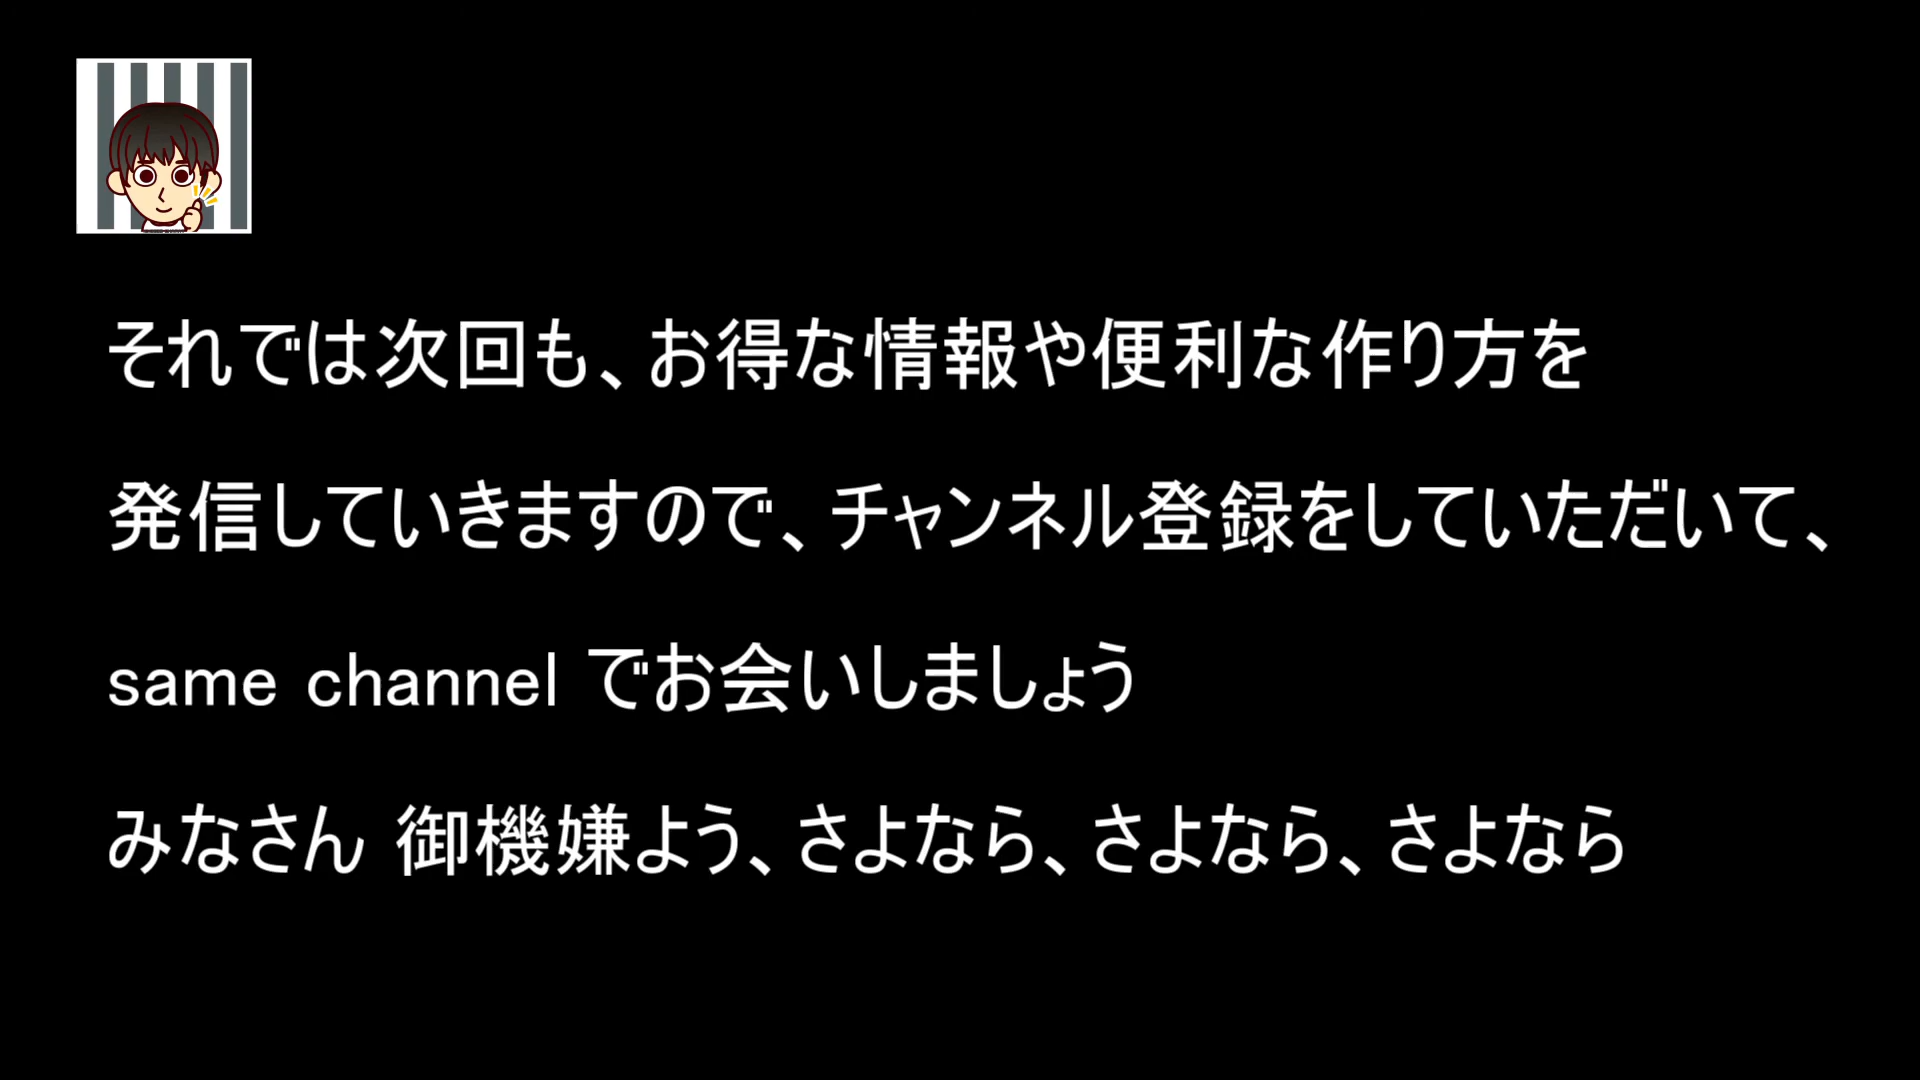 それでは次回も、お得な情報や便利な作り方を
発信していきますので、チャンネル登録をしていただいて、
same channel でお会いしましょう
みなさん 御機嫌よう、さよなら、さよなら、さよなら